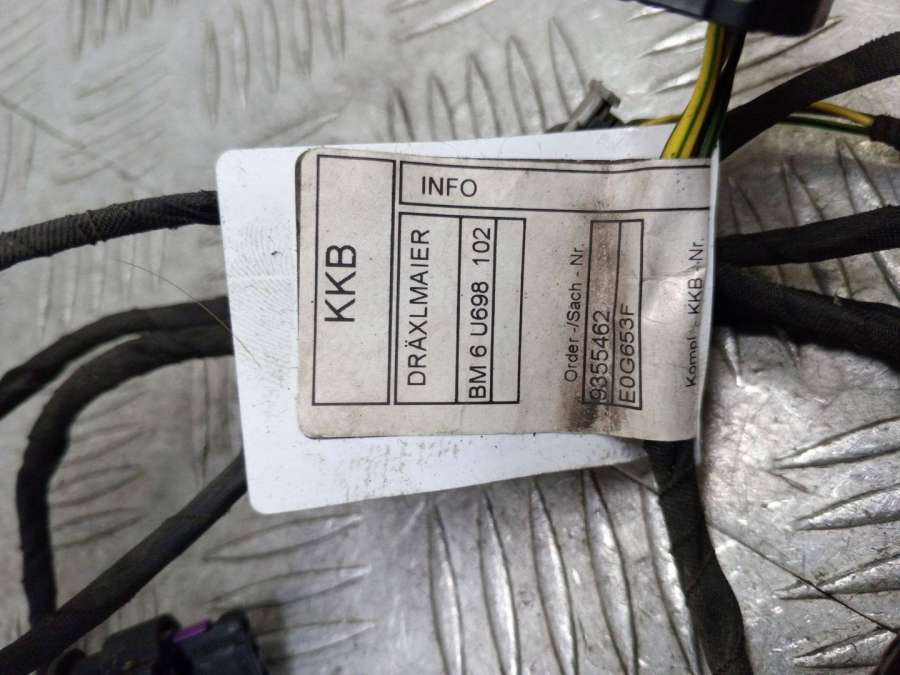 INFO
KKB
DRÄXLMAIER
BM 6 U698 102
Order -/Sach - Nr.
9355462
E0G653F
Kompl - KKB -Nr.